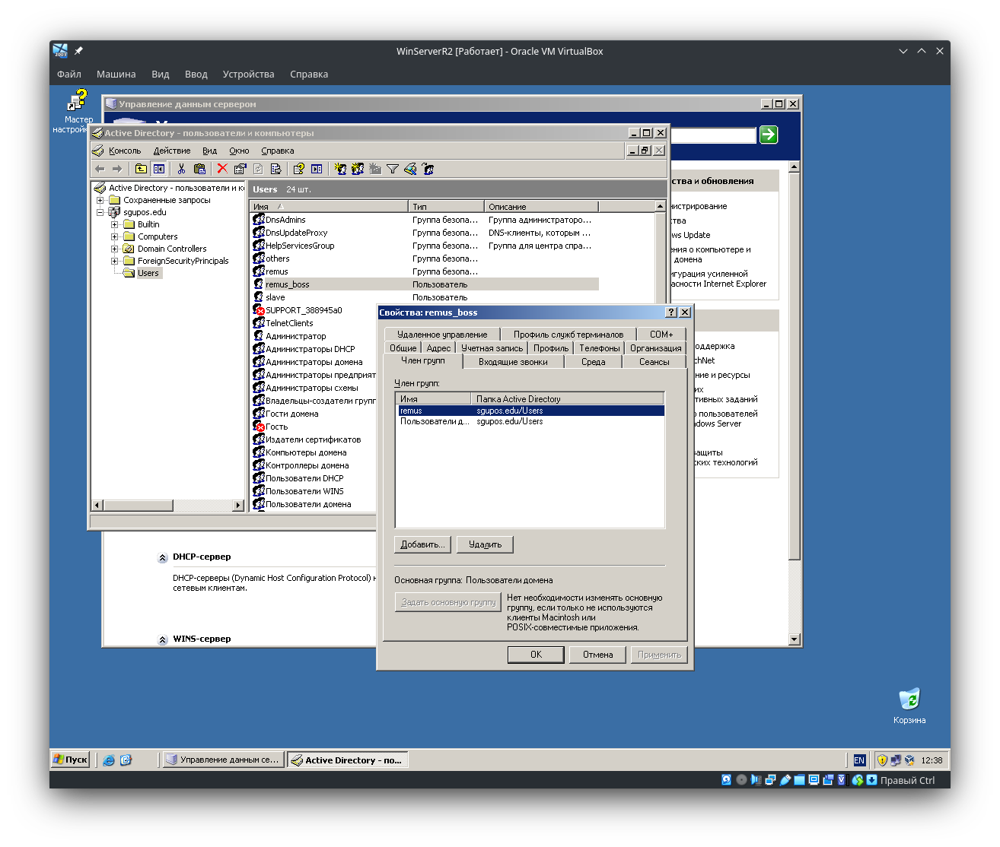 WinServerR2 [Работает] - Oracle VM VirtualBox
Файл Машина Вид Ввод Устройства Справка
Мастер
настрой
Управление данным сервером
Active Directory - пользователи и компьютеры
Консоль Действие Вид Окно Справка
Active Directory - пользователи и к
Сохраненные запросы
sgupos.edu
Builtin
Computers
Domain Controllers
ForeignSecurityPrincipals
Users
Users 24 шт.
Имя Тип Описание
DnsAdmins Группа безопа... Группа администраторо...
DnsUpdateProxy Группа безопа... DNS-клиенты, которым ...
HelpServicesGroup Группа безопа... Группа для центра спра...
others Группа безопа...
remus Группа безопа...
remus_boss Пользователь
slave Пользователь
SUPPORT_388945a0
TelnetClients
Администратор
Администраторы DHCP
Администраторы домена
Администраторы предприят
Администраторы схемы
Владельцы-создатели групп
Гости домена
Гость
Издатели сертификатов
Компьютеры домена
Контроллеры домена
Пользователи DHCP
Пользователи WINS
Пользователи домена
ства и обновления
нистрирование
ства
ws Update
ения о компьютере и
домена
игурация усиленной
асности Internet Explorer
оддержка
chNet
ние и ресурсы
их
тивных заданий
о пользователей
dows Server
ащиты
ских технологий
Свойства: remus_boss
Удаленное управление Профиль служб терминалов COM+
Общие Адрес Учетная запись Профиль Телефоны Организация
Член групп Входящие звонки Среда Сеансы
Член групп:
Имя Папка Active Directory
remus sgupos.edu/Users
Пользователи д... sgupos.edu/Users
Добавить... Удалить
Основная группа: Пользователи домена
Задать основную группу
Нет необходимости изменять основную
группу, если только не используются
клиенты Macintosh или
POSIX-совместимые приложения.
OK Отмена Применить
DHCP-сервер
DHCP-серверы (Dynamic Host Configuration Protocol) н
сетевым клиентам.
WINS-сервер
Корзина
Пуск Управление данным се... Active Directory - по... EN 12:38
Правый Ctrl